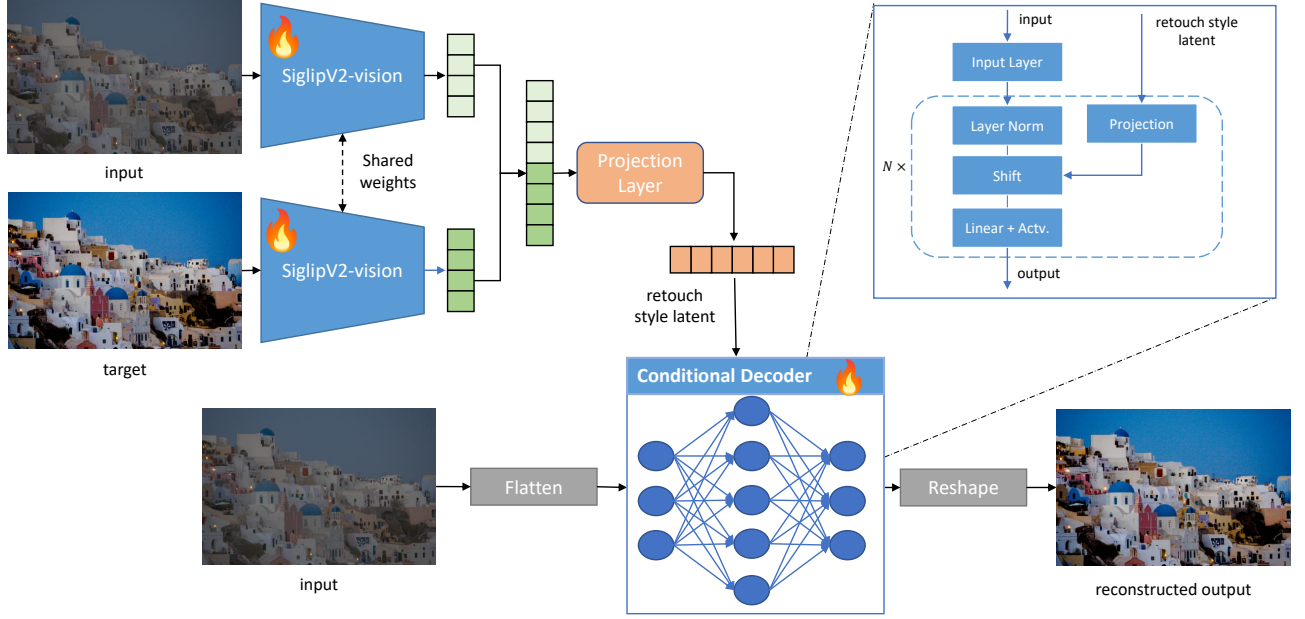 SiglipV2-vision
input
Shared
weights
SiglipV2-vision
target
Projection
Layer
retouch
style latent
input
retouch style
latent
Input Layer
Layer Norm
Projection
N ×
Shift
Linear + Actv.
output
Conditional Decoder
Flatten
Reshape
input
reconstructed output